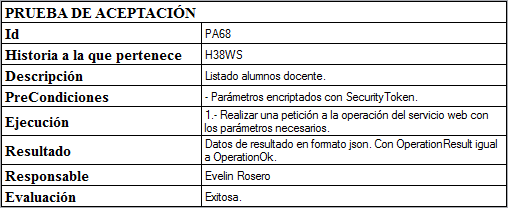 PRUEBA DE ACEPTACIÓN
Id PA68
Historia a la que pertenece H38WS
Descripción Listado alumnos docente.
PreCondiciones - Parámetros encriptados con SecurityToken.
Ejecución 1.- Realizar una petición a la operación del servicio web con
los parámetros necesarios.
Resultado Datos de resultado en formato json. Con OperationResult igual
a OperationOk.
Responsable Evelin Rosero
Evaluación Exitosa.